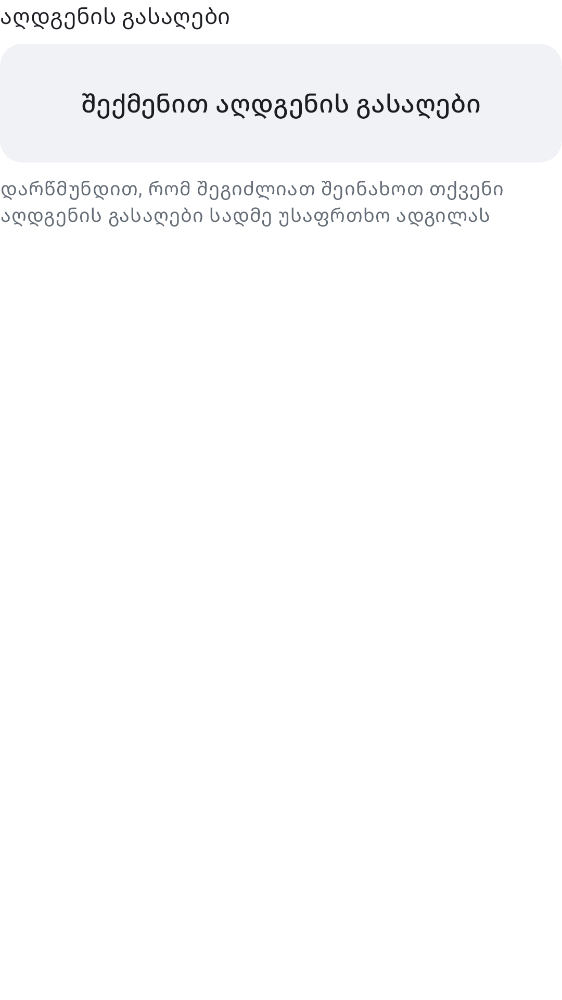 აღდგენის გასაღები
შექმენით აღდგენის გასაღები
დარწმუნდით, რომ შეგიძლიათ შეინახოთ თქვენი
აღდგენის გასაღები სადმე უსაფრთხო ადგილას